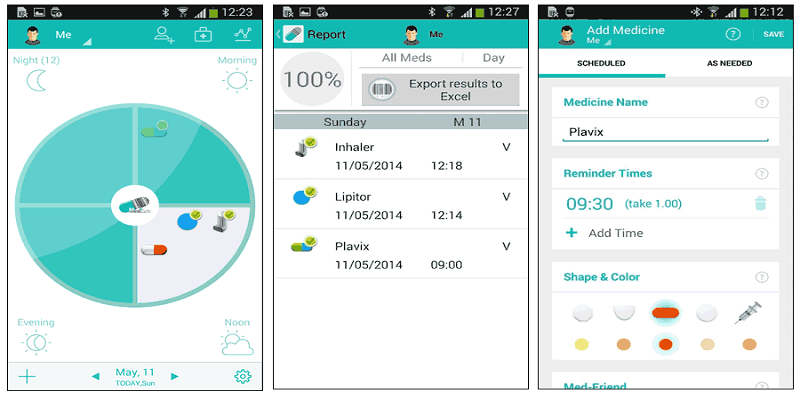 12:23
Me
Night (12)
Morning
Evening
Noon
May, 11
TODAY,Sun
12:27
Report
Me
100%
All Meds
Day
Export results to
Excel
Sunday
M 11
Inhaler
V
11/05/2014
12:18
Lipitor
V
11/05/2014
12:14
Plavix
V
11/05/2014
09:00
12:12
Add Medicine
Me
SAVE
SCHEDULED
AS NEEDED
Medicine Name
Plavix
Reminder Times
09:30 (take 1.00)
+ Add Time
Shape & Color
Med-Friend